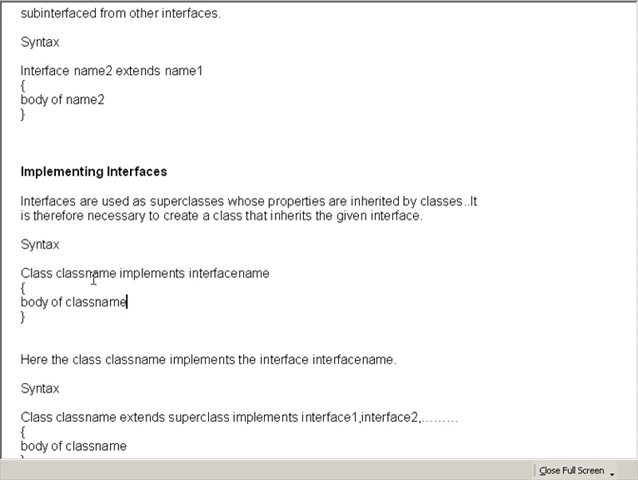 subinterfaced from other interfaces.
Syntax
Interface name2 extends name1
{
body of name2
}
Implementing Interfaces
Interfaces are used as superclasses whose properties are inherited by classes..It
is therefore necessary to create a class that inherits the given interface.
Syntax
Class classname implements interfacename
{
body of classname
}
Here the class classname implements the interface interfacename.
Syntax
Class classname extends superclass implements interface1,interface2,………
{
body of classname
Close Full Screen